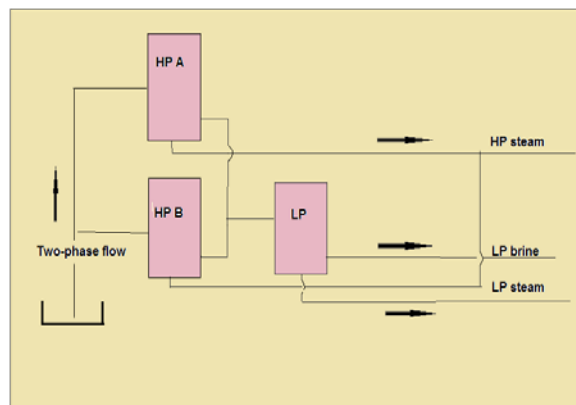 HP A
HP steam
HP B
LP
Two-phase flow
LP brine
LP steam